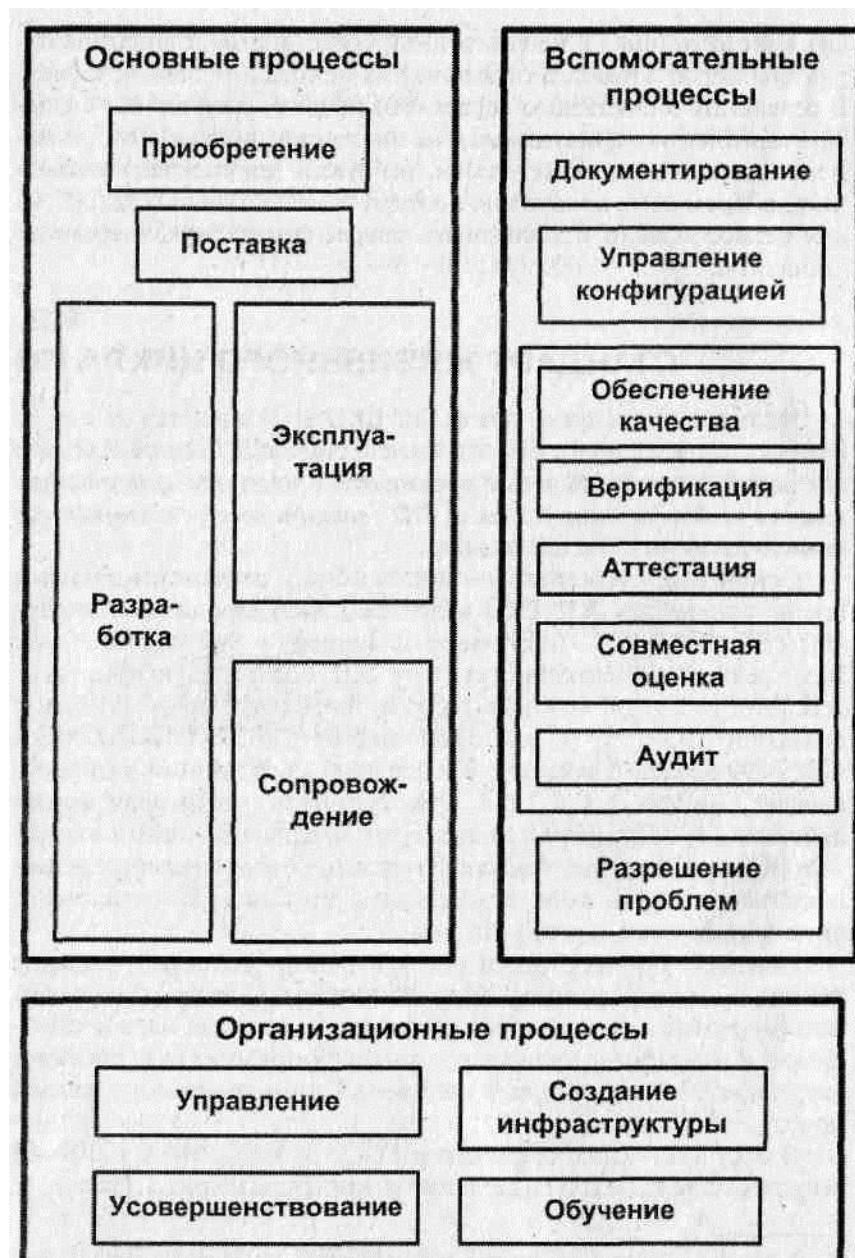 Основные процессы
Приобретение
Поставка
Разра-
ботка
Эксплуа-
тация
Сопровож-
дение
Вспомогательные
процессы
Документирование
Управление
конфигурацией
Обеспечение
качества
Верификация
Аттестация
Совместная
оценка
Аудит
Разрешение
проблем
Организационные процессы
Управление
Создание
инфраструктуры
Усовершенствование
Обучение